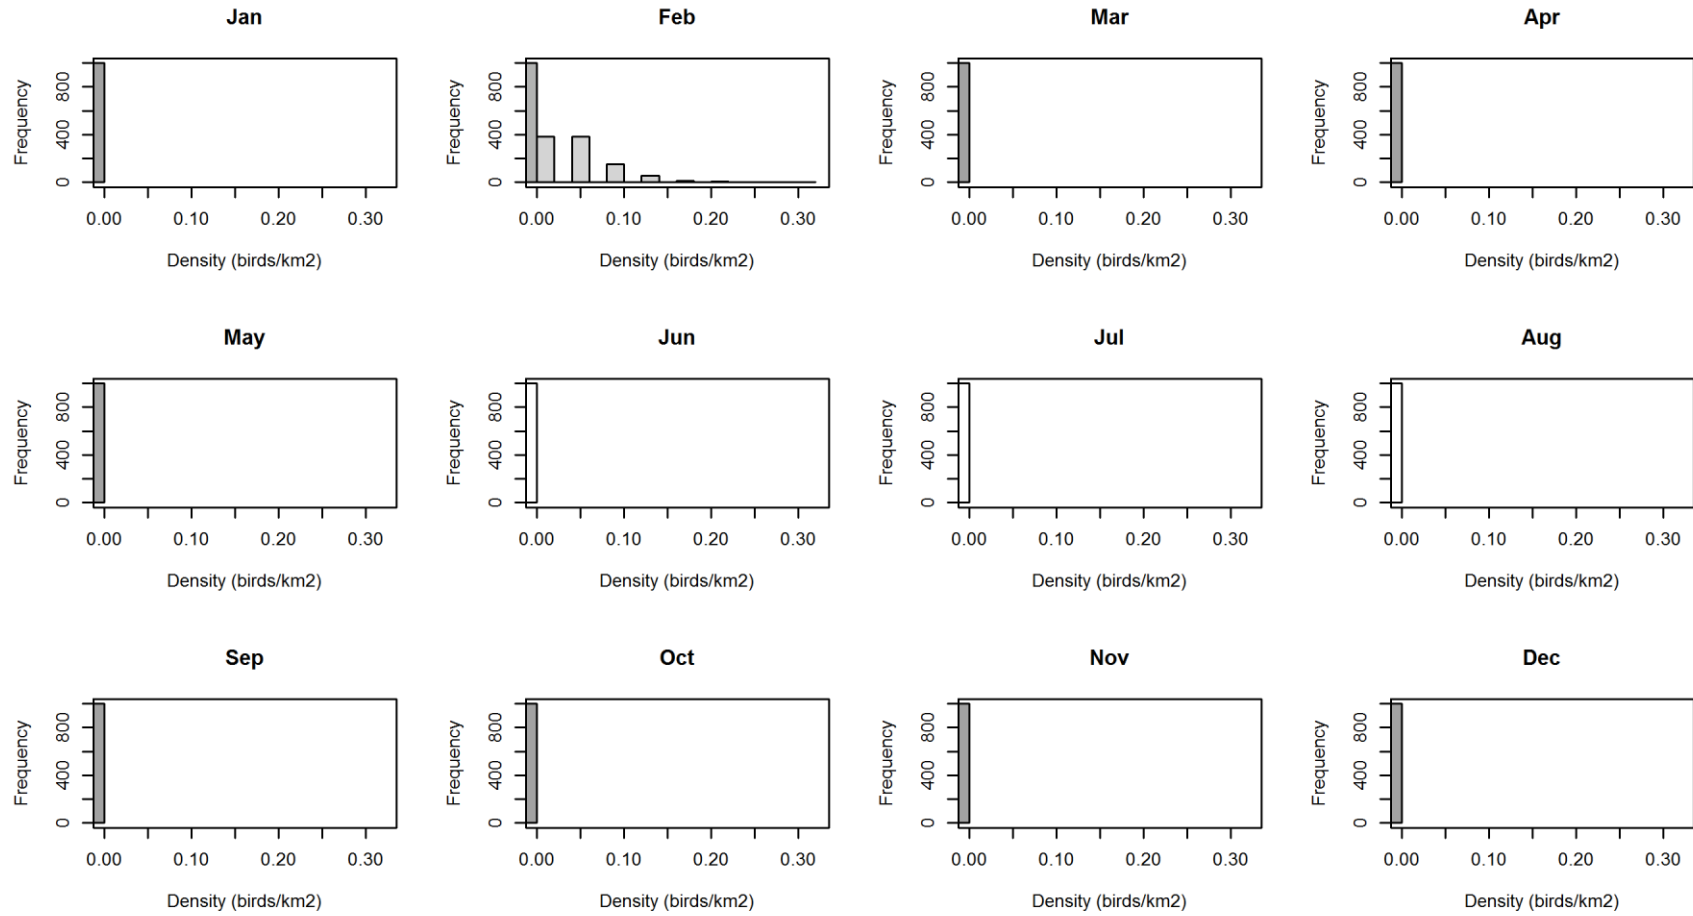 Jan Feb Mar Apr
Frequency Frequency Frequency Frequency
800 800 800 800
400 400 400 400
0 0 0 0
0.00 0.10 0.20 0.30 0.00 0.10 0.20 0.30 0.00 0.10 0.20 0.30 0.00 0.10 0.20 0.30
Density (birds/km2) Density (birds/km2) Density (birds/km2) Density (birds/km2)
May Jun Jul Aug
Frequency Frequency Frequency Frequency
800 800 800 800
400 400 400 400
0 0 0 0
0.00 0.10 0.20 0.30 0.00 0.10 0.20 0.30 0.00 0.10 0.20 0.30 0.00 0.10 0.20 0.30
Density (birds/km2) Density (birds/km2) Density (birds/km2) Density (birds/km2)
Sep Oct Nov Dec
Frequency Frequency Frequency Frequency
800 800 800 800
400 400 400 400
0 0 0 0
0.00 0.10 0.20 0.30 0.00 0.10 0.20 0.30 0.00 0.10 0.20 0.30 0.00 0.10 0.20 0.30
Density (birds/km2) Density (birds/km2) Density (birds/km2) Density (birds/km2)